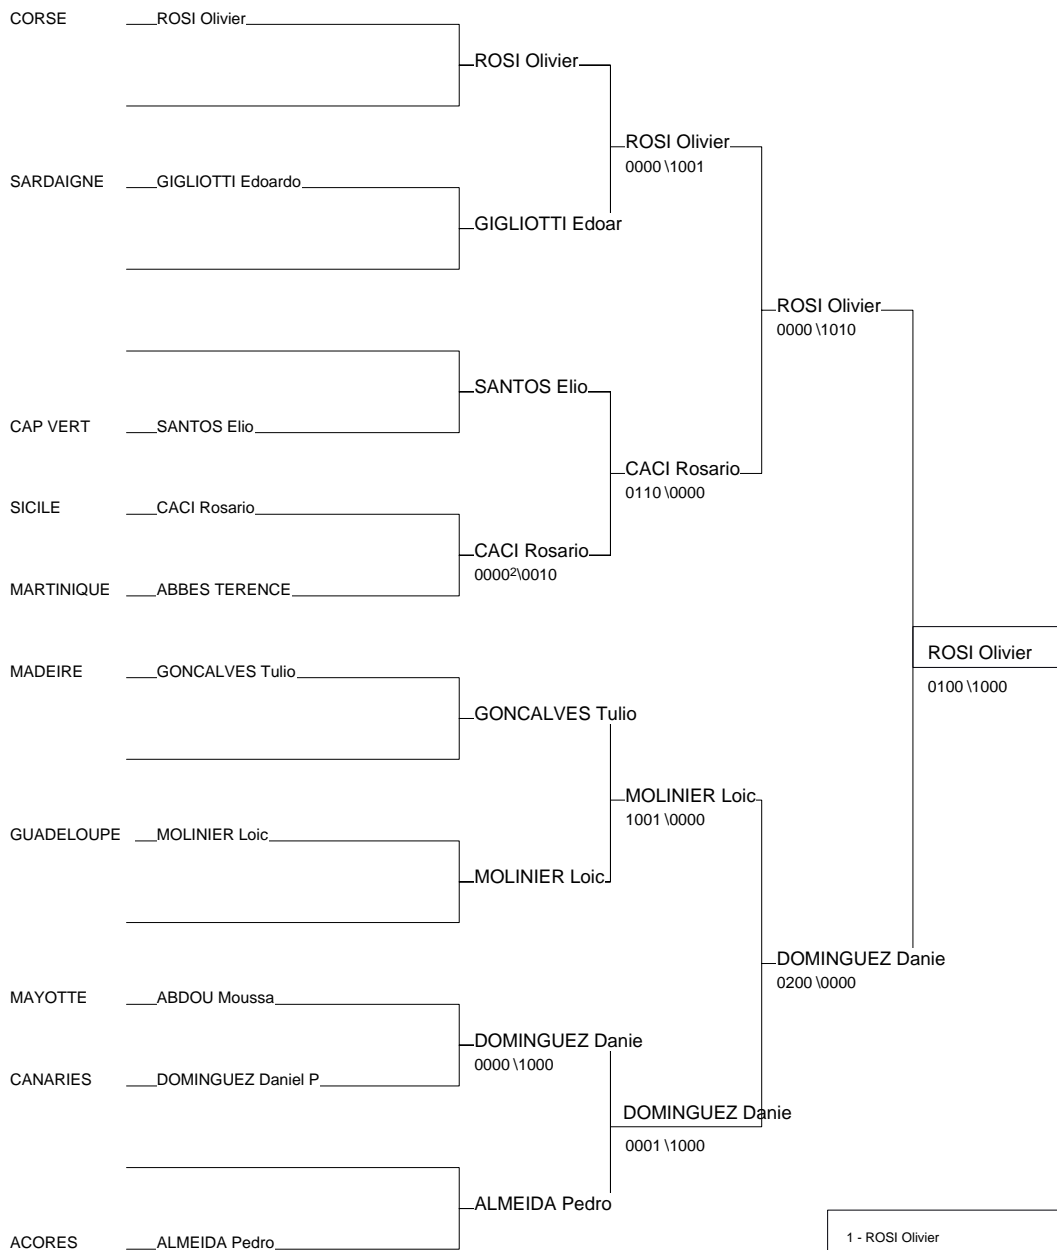 CORSE ROSI Olivier
ROSI Olivier
ROSI Olivier
0000 \1001
SARDAIGNE GIGLIOTTI Edoardo
GIGLIOTTI Edoar
ROSI Olivier
0000 \1010
SANTOS Elio
CAP VERT SANTOS Elio
CACI Rosario
0110 \0000
SICILE CACI Rosario
CACI Rosario
0000²\0010
MARTINIQUE ABBES TERENCE
ROSI Olivier
0100 \1000
MADEIRE GONCALVES Tulio
GONCALVES Tulio
MOLINIER Loic
1001 \0000
GUADELOUPE MOLINIER Loic
MOLINIER Loic
DOMINGUEZ Danie
0200 \0000
MAYOTTE ABDOU Moussa
DOMINGUEZ Danie
0000 \1000
CANARIES DOMINGUEZ Daniel P
DOMINGUEZ Danie
0001 \1000
ALMEIDA Pedro
ACORES ALMEIDA Pedro
1 - ROSI Olivier